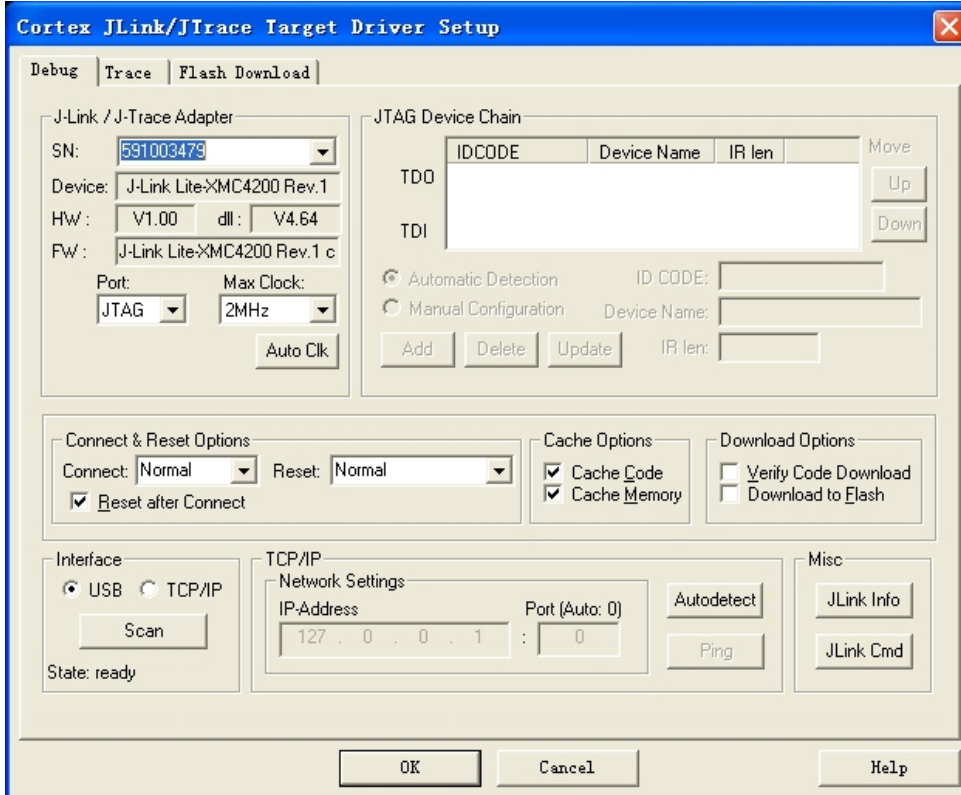 Cortex JLink/JTrace Target Driver Setup
Debug Trace Flash Download
J-Link / J-Trace Adapter
SN: 591003479
Device: J-Link Lite-XMC4200 Rev.1
HW : V1.00 dll : V4.64
FW : J-Link Lite-XMC4200 Rev.1 c
Port: Max Clock:
JTAG 2MHz
Auto Clk
JTAG Device Chain
IDCODE Device Name IR len Move
TDO Up
TDI Down
Automatic Detection ID CODE:
Manual Configuration Device Name:
Add Delete Update IR len:
Connect & Reset Options
Connect: Normal Reset: Normal
Reset after Connect
Cache Options
Cache Code
Cache Memory
Download Options
Verify Code Download
Download to Flash
Interface
USB TCP/IP
Scan
State: ready
TCP/IP
Network Settings
IP-Address Port (Auto: 0)
127 . 0 . 0 . 1 : 0
Autodetect
Ping
Misc
JLink Info
JLink Cmd
OK Cancel Help